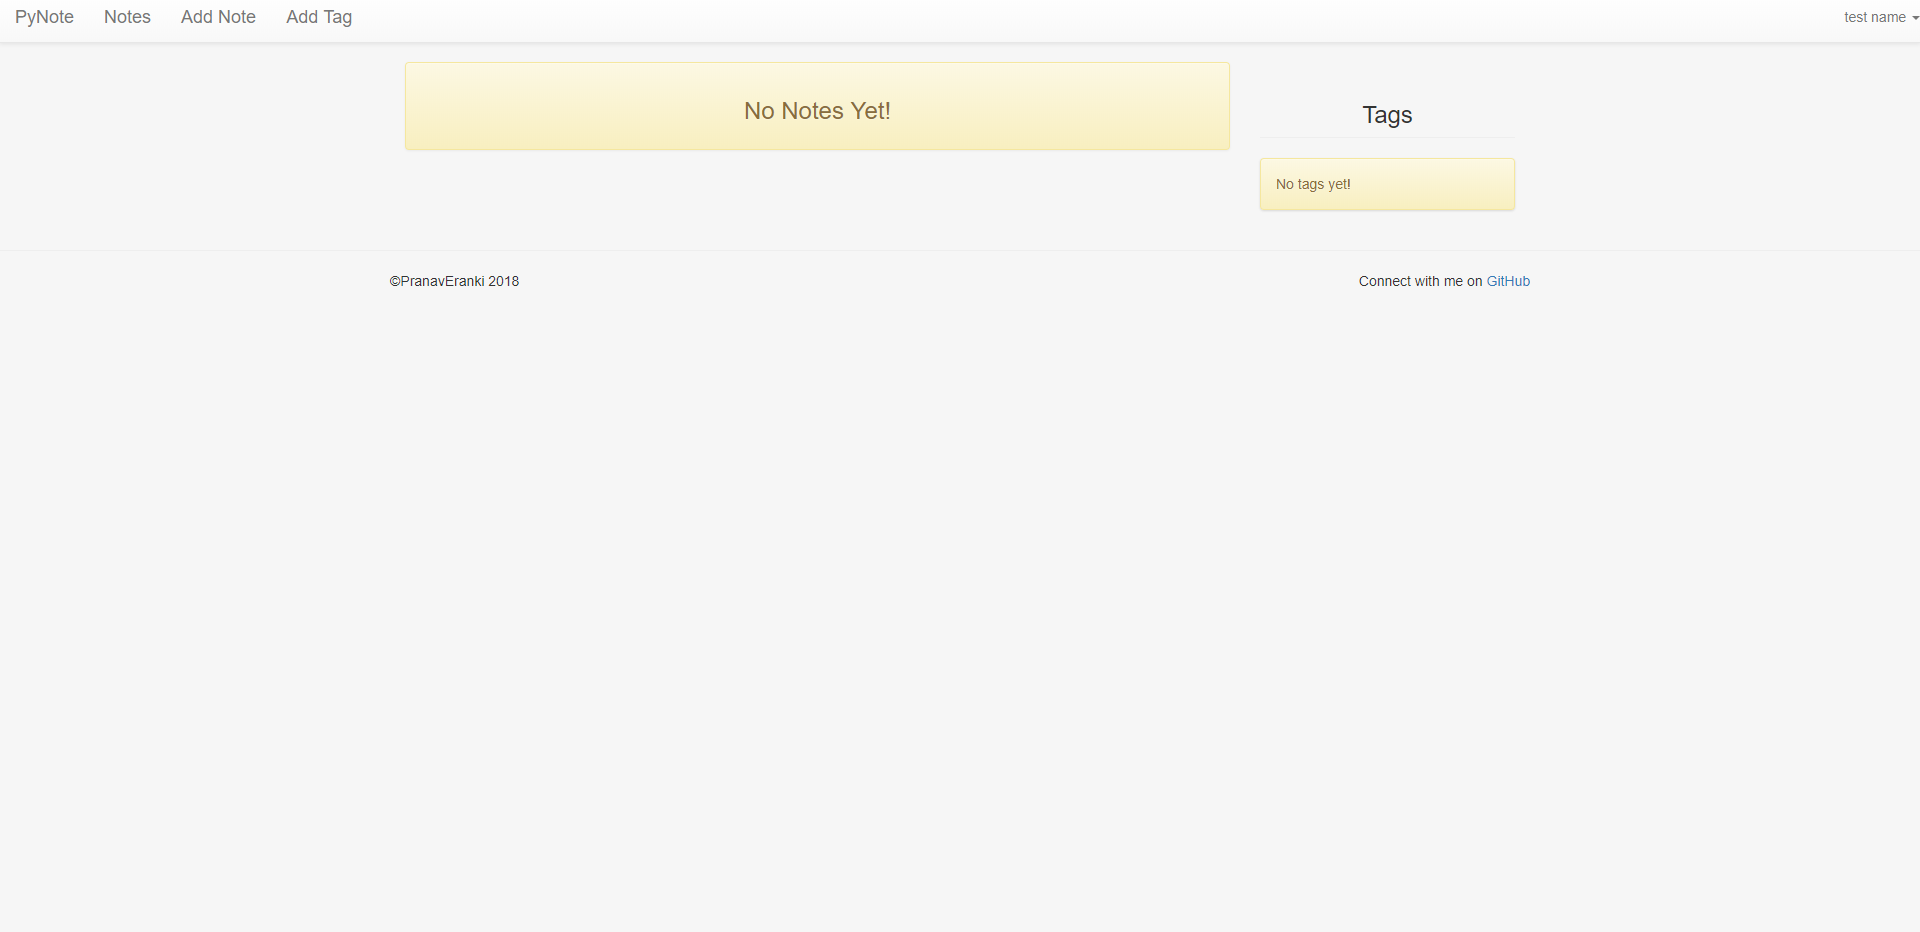 PyNote Notes Add Note Add Tag test name
No Notes Yet!
Tags
No tags yet!
©PranavEranki 2018 Connect with me on GitHub